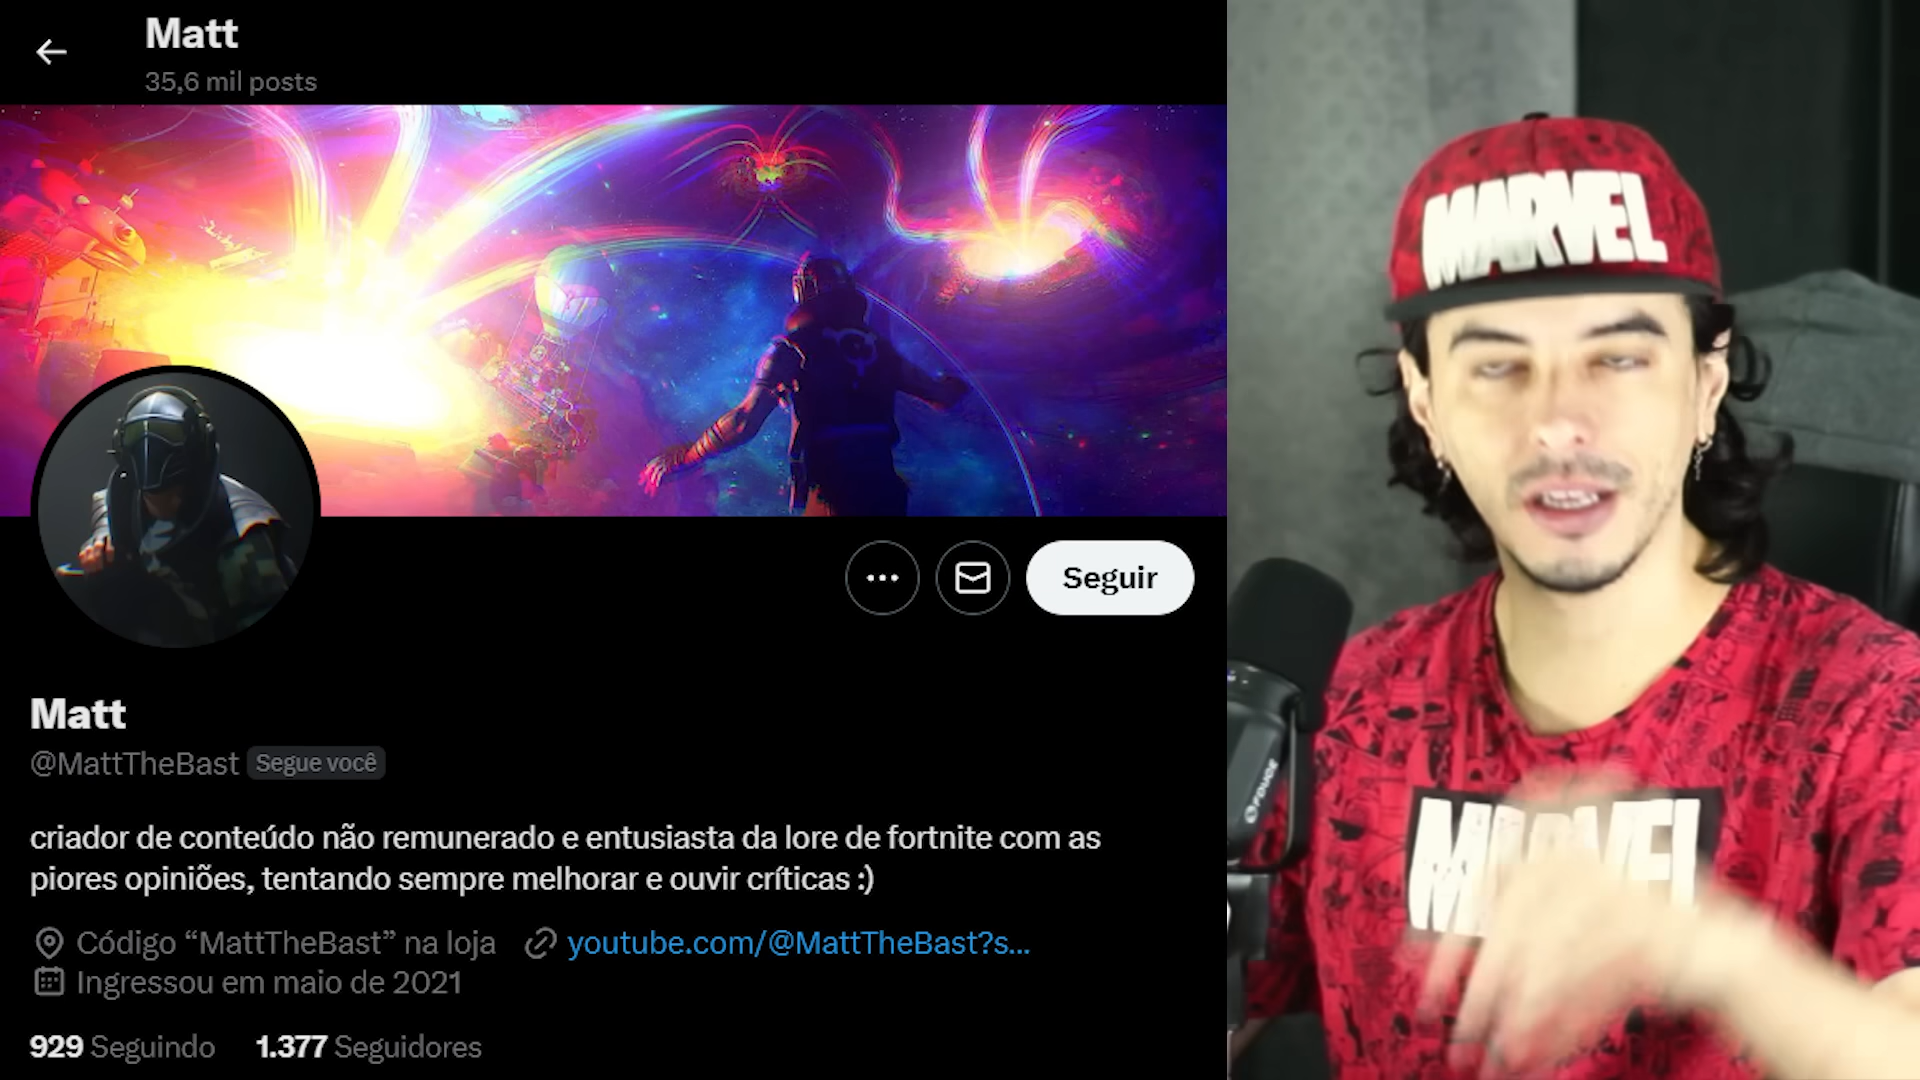 Matt
35,6 mil posts
Seguir
Matt
@MattTheBast Segue você
criador de conteúdo não remunerado e entusiasta da lore de fortnite com as
piores opiniões, tentando sempre melhorar e ouvir críticas :)
Código “MattTheBast” na loja youtube.com/@MattTheBast?s...
Ingressou em maio de 2021
929 Seguindo 1.377 Seguidores
MARVEL
MARVEL